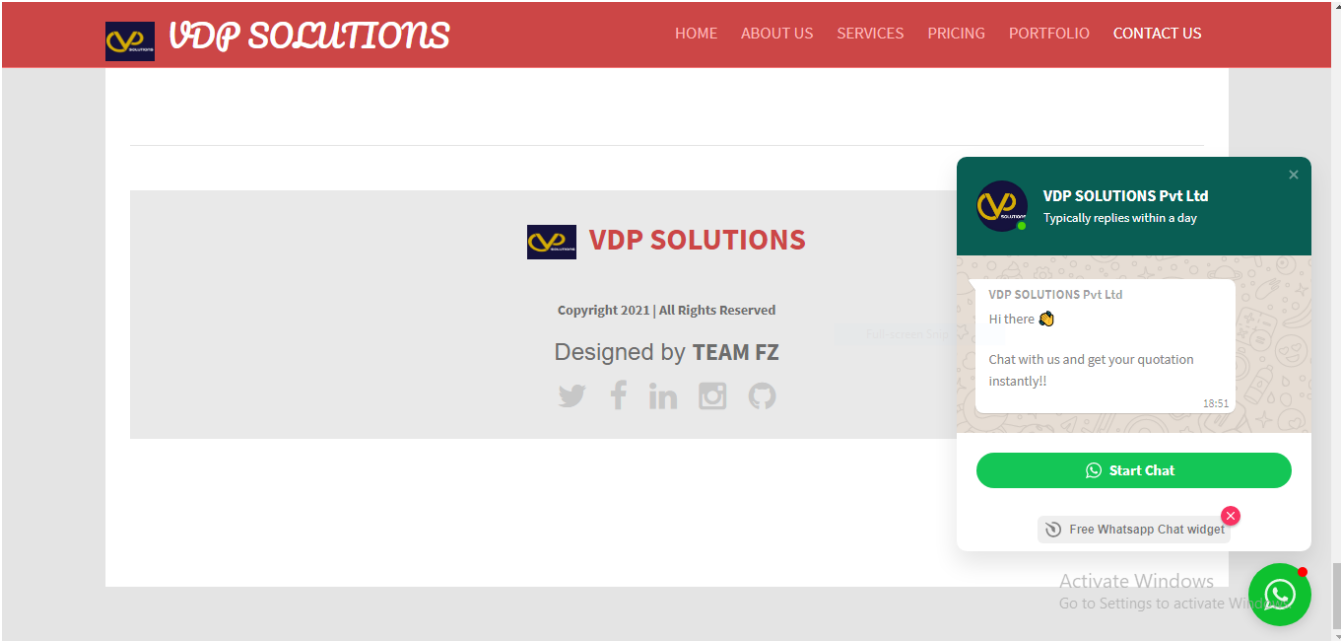 VDP SOLUTIONS
HOME ABOUT US SERVICES PRICING PORTFOLIO CONTACT US
VDP SOLUTIONS
Copyright 2021 | All Rights Reserved
Designed by TEAM FZ
VDP SOLUTIONS Pvt Ltd
Typically replies within a day
VDP SOLUTIONS Pvt Ltd
Hi there
Chat with us and get your quotation
instantly!!
18:51
Start Chat
Free Whatsapp Chat widget
Activate Windows
Go to Settings to activate Windows.